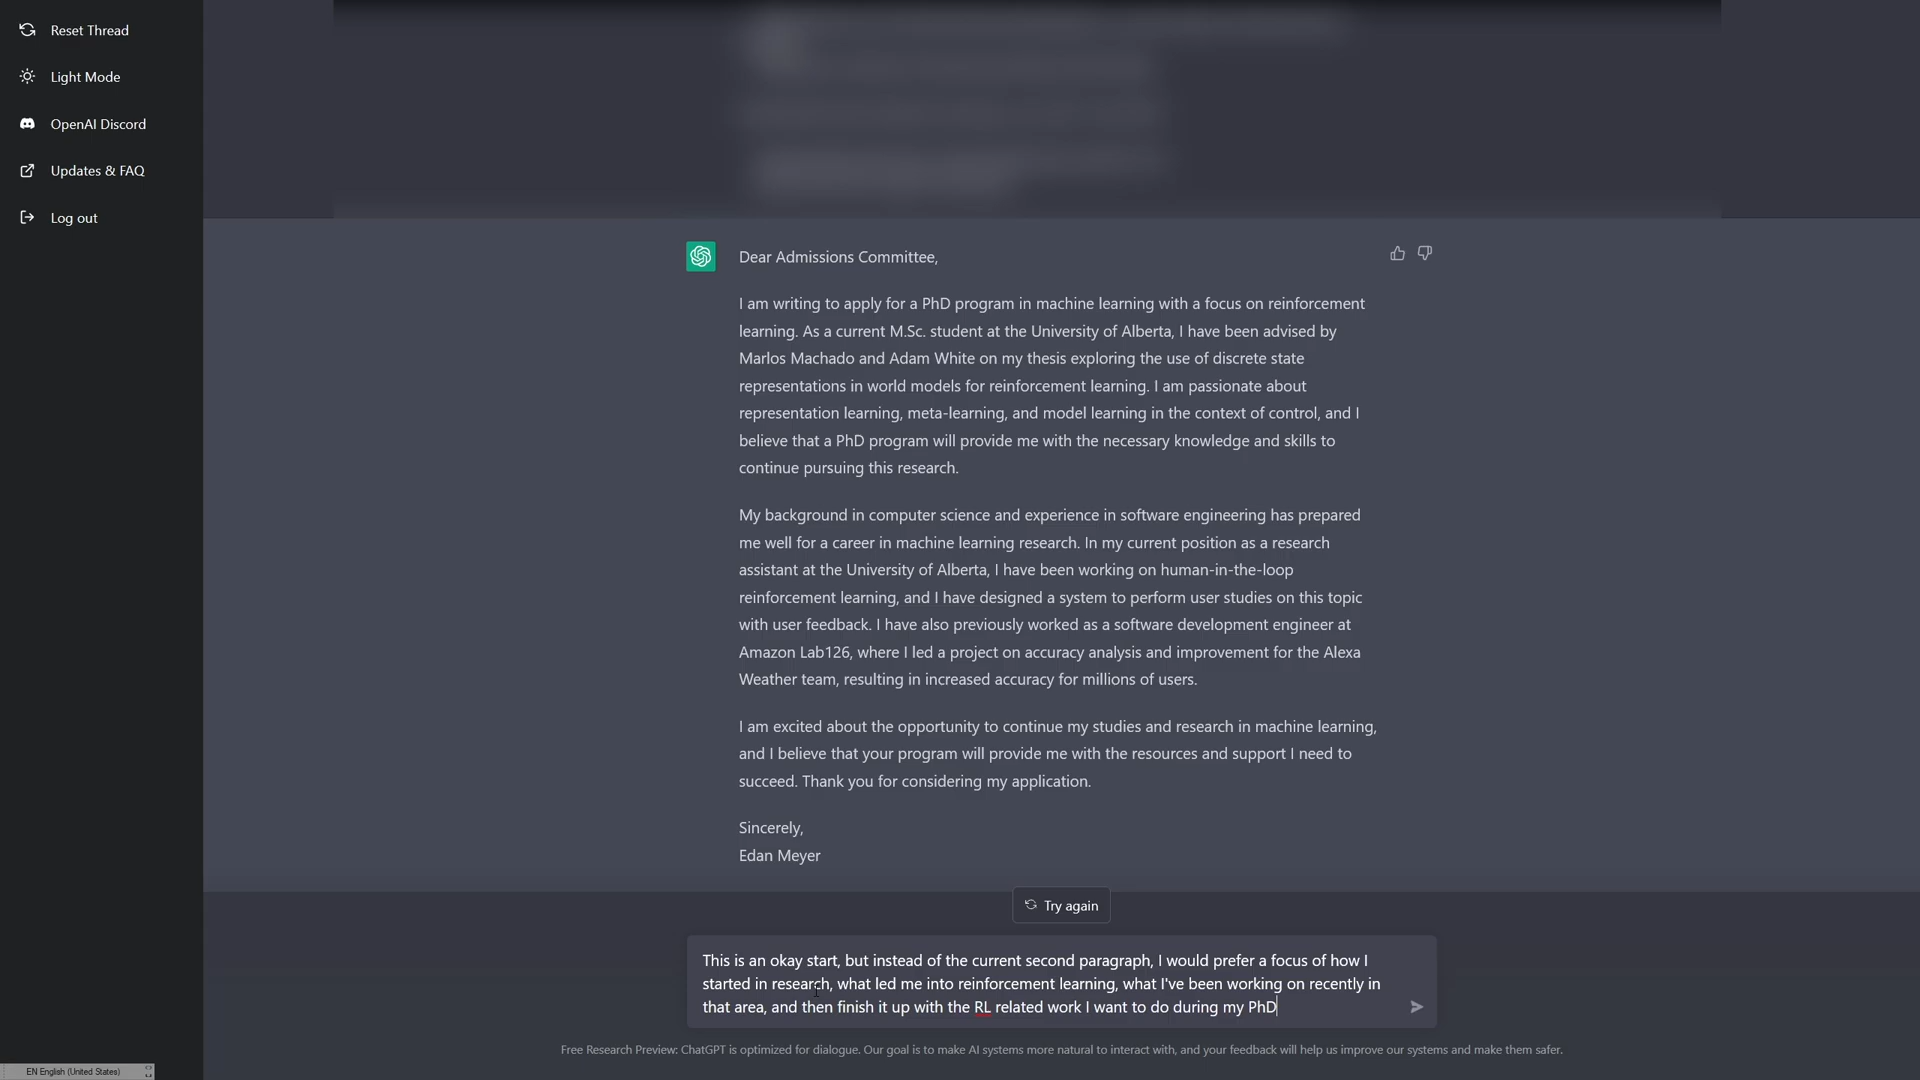 Reset Thread
Light Mode
OpenAI Discord
Updates & FAQ
Log out
Dear Admissions Committee,
I am writing to apply for a PhD program in machine learning with a focus on reinforcement
learning. As a current M.Sc. student at the University of Alberta, I have been advised by
Marlos Machado and Adam White on my thesis exploring the use of discrete state
representations in world models for reinforcement learning. I am passionate about
representation learning, meta-learning, and model learning in the context of control, and I
believe that a PhD program will provide me with the necessary knowledge and skills to
continue pursuing this research.
My background in computer science and experience in software engineering has prepared
me well for a career in machine learning research. In my current position as a research
assistant at the University of Alberta, I have been working on human-in-the-loop
reinforcement learning, and I have designed a system to perform user studies on this topic
with user feedback. I have also previously worked as a software development engineer at
Amazon Lab126, where I led a project on accuracy analysis and improvement for the Alexa
Weather team, resulting in increased accuracy for millions of users.
I am excited about the opportunity to continue my studies and research in machine learning,
and I believe that your program will provide me with the resources and support I need to
succeed. Thank you for considering my application.
Sincerely,
Edan Meyer
Try again
This is an okay start, but instead of the current second paragraph, I would prefer a focus of how I
started in research, what led me into reinforcement learning, what I've been working on recently in
that area, and then finish it up with the RL related work I want to do during my PhD
Free Research Preview: ChatGPT is optimized for dialogue. Our goal is to make AI systems more natural to interact with, and your feedback will help us improve our systems and make them safer.
EN English (United States)